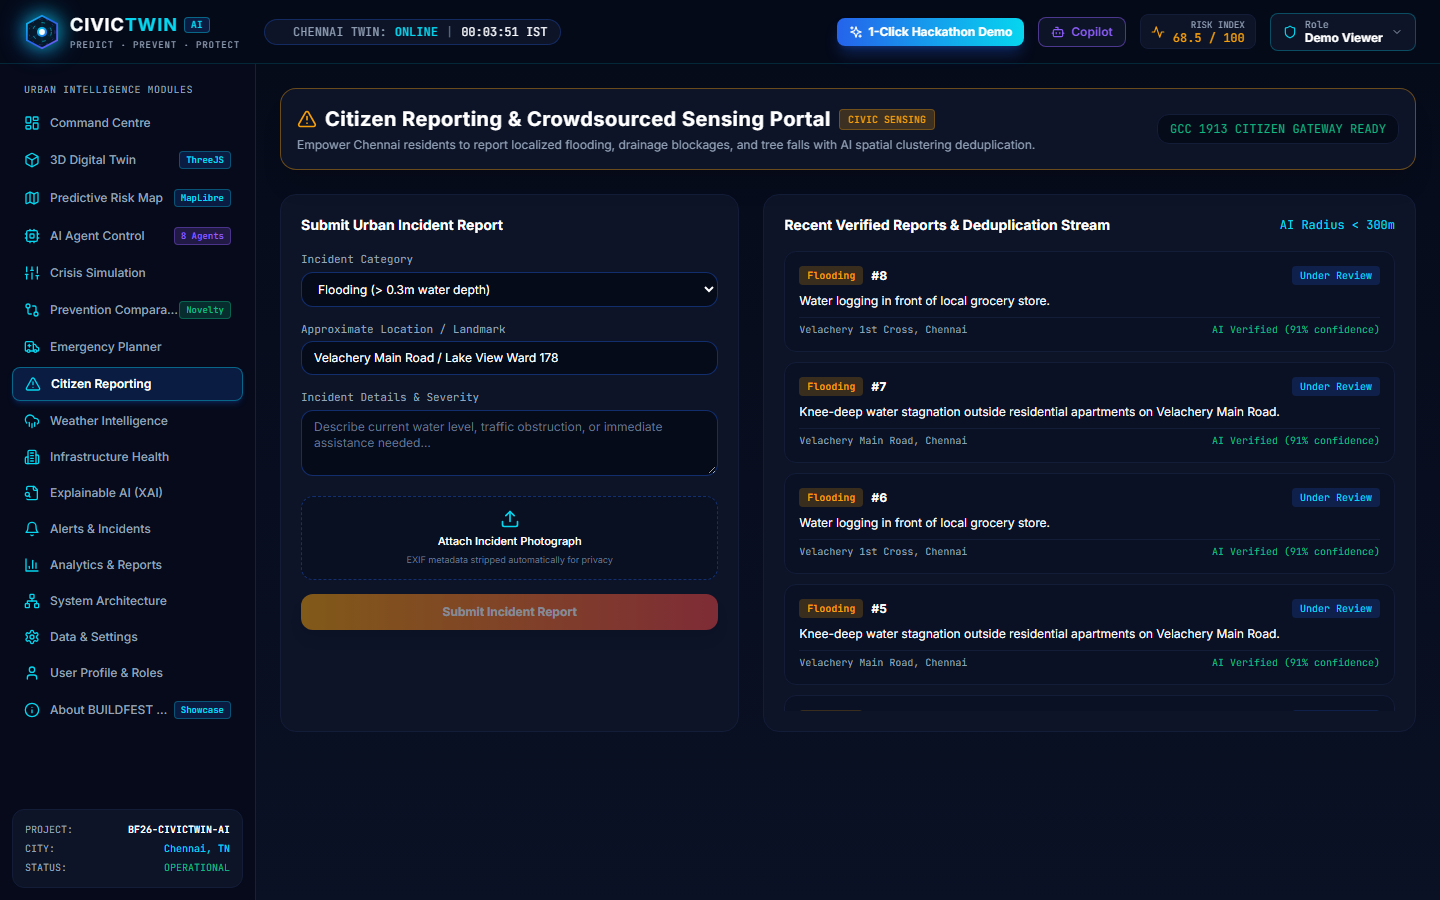 CIVICTWIN AI
PREDICT · PREVENT · PROTECT
CHENNAI TWIN: ONLINE | 00:03:51 IST
1-Click Hackathon Demo
Copilot
RISK INDEX
68.5 / 100
Role
Demo Viewer
URBAN INTELLIGENCE MODULES
Command Centre
3D Digital Twin ThreeJS
Predictive Risk Map MapLibre
AI Agent Control 8 Agents
Crisis Simulation
Prevention Compara... Novelty
Emergency Planner
Citizen Reporting
Weather Intelligence
Infrastructure Health
Explainable AI (XAI)
Alerts & Incidents
Analytics & Reports
System Architecture
Data & Settings
User Profile & Roles
About BUILDFEST ... Showcase
PROJECT: BF26-CIVICTWIN-AI
CITY: Chennai, TN
STATUS: OPERATIONAL
Citizen Reporting & Crowdsourced Sensing Portal CIVIC SENSING
Empower Chennai residents to report localized flooding, drainage blockages, and tree falls with AI spatial clustering deduplication.
GCC 1913 CITIZEN GATEWAY READY
Submit Urban Incident Report
Incident Category
Flooding (> 0.3m water depth)
Approximate Location / Landmark
Velachery Main Road / Lake View Ward 178
Incident Details & Severity
Describe current water level, traffic obstruction, or immediate
assistance needed...
Attach Incident Photograph
EXIF metadata stripped automatically for privacy
Submit Incident Report
Recent Verified Reports & Deduplication Stream
AI Radius < 300m
Flooding #8 Under Review
Water logging in front of local grocery store.
Velachery 1st Cross, Chennai AI Verified (91% confidence)
Flooding #7 Under Review
Knee-deep water stagnation outside residential apartments on Velachery Main Road.
Velachery Main Road, Chennai AI Verified (91% confidence)
Flooding #6 Under Review
Water logging in front of local grocery store.
Velachery 1st Cross, Chennai AI Verified (91% confidence)
Flooding #5 Under Review
Knee-deep water stagnation outside residential apartments on Velachery Main Road.
Velachery Main Road, Chennai AI Verified (91% confidence)